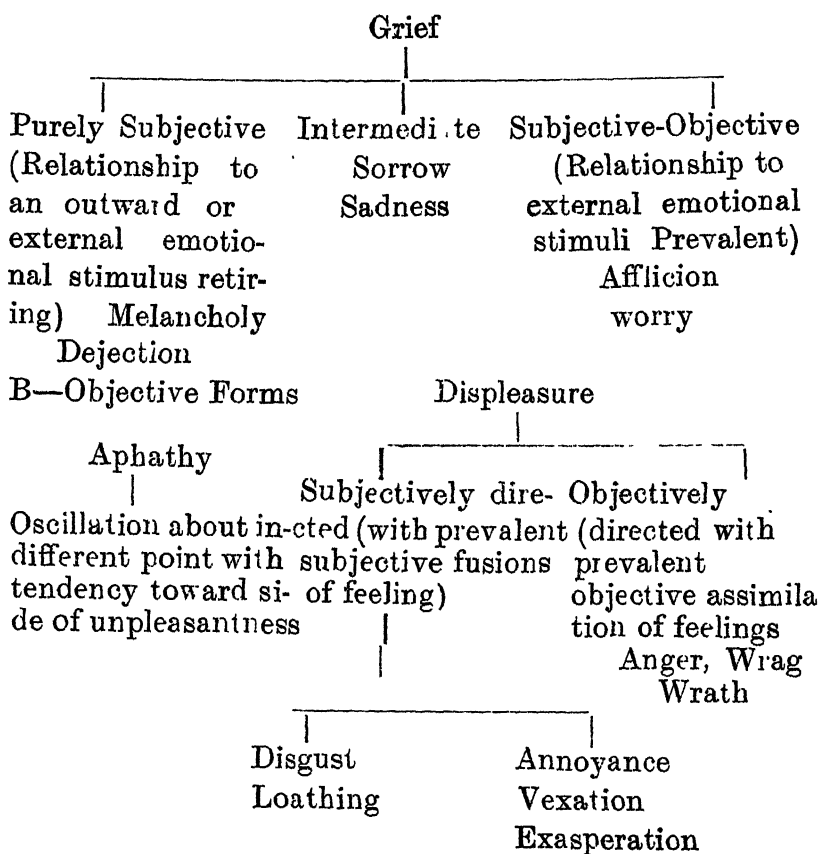 Grief
Purely Subjective
(Relationship to
an outward or
external emotio-
nal stimulus retir-
ing) Melancholy
Dejection
Intermedi.te
Sorrow
Sadness
Subjective-Objective
(Relationship to
external emotional
stimuli Prevalent)
Afflicion
worry
B—Objective Forms
Displeasure
Aphathy
Oscillation about in-
different point with
tendency toward si-
de of unpleasantness
Subjectively dire-
cted (with prevalent
subjective fusions
of feeling)
Objectively
(directed with
prevalent
objective assimila
tion of feelings
Anger, Wrag
Wrath
Disgust
Loathing
Annoyance
Vexation
Exasperation